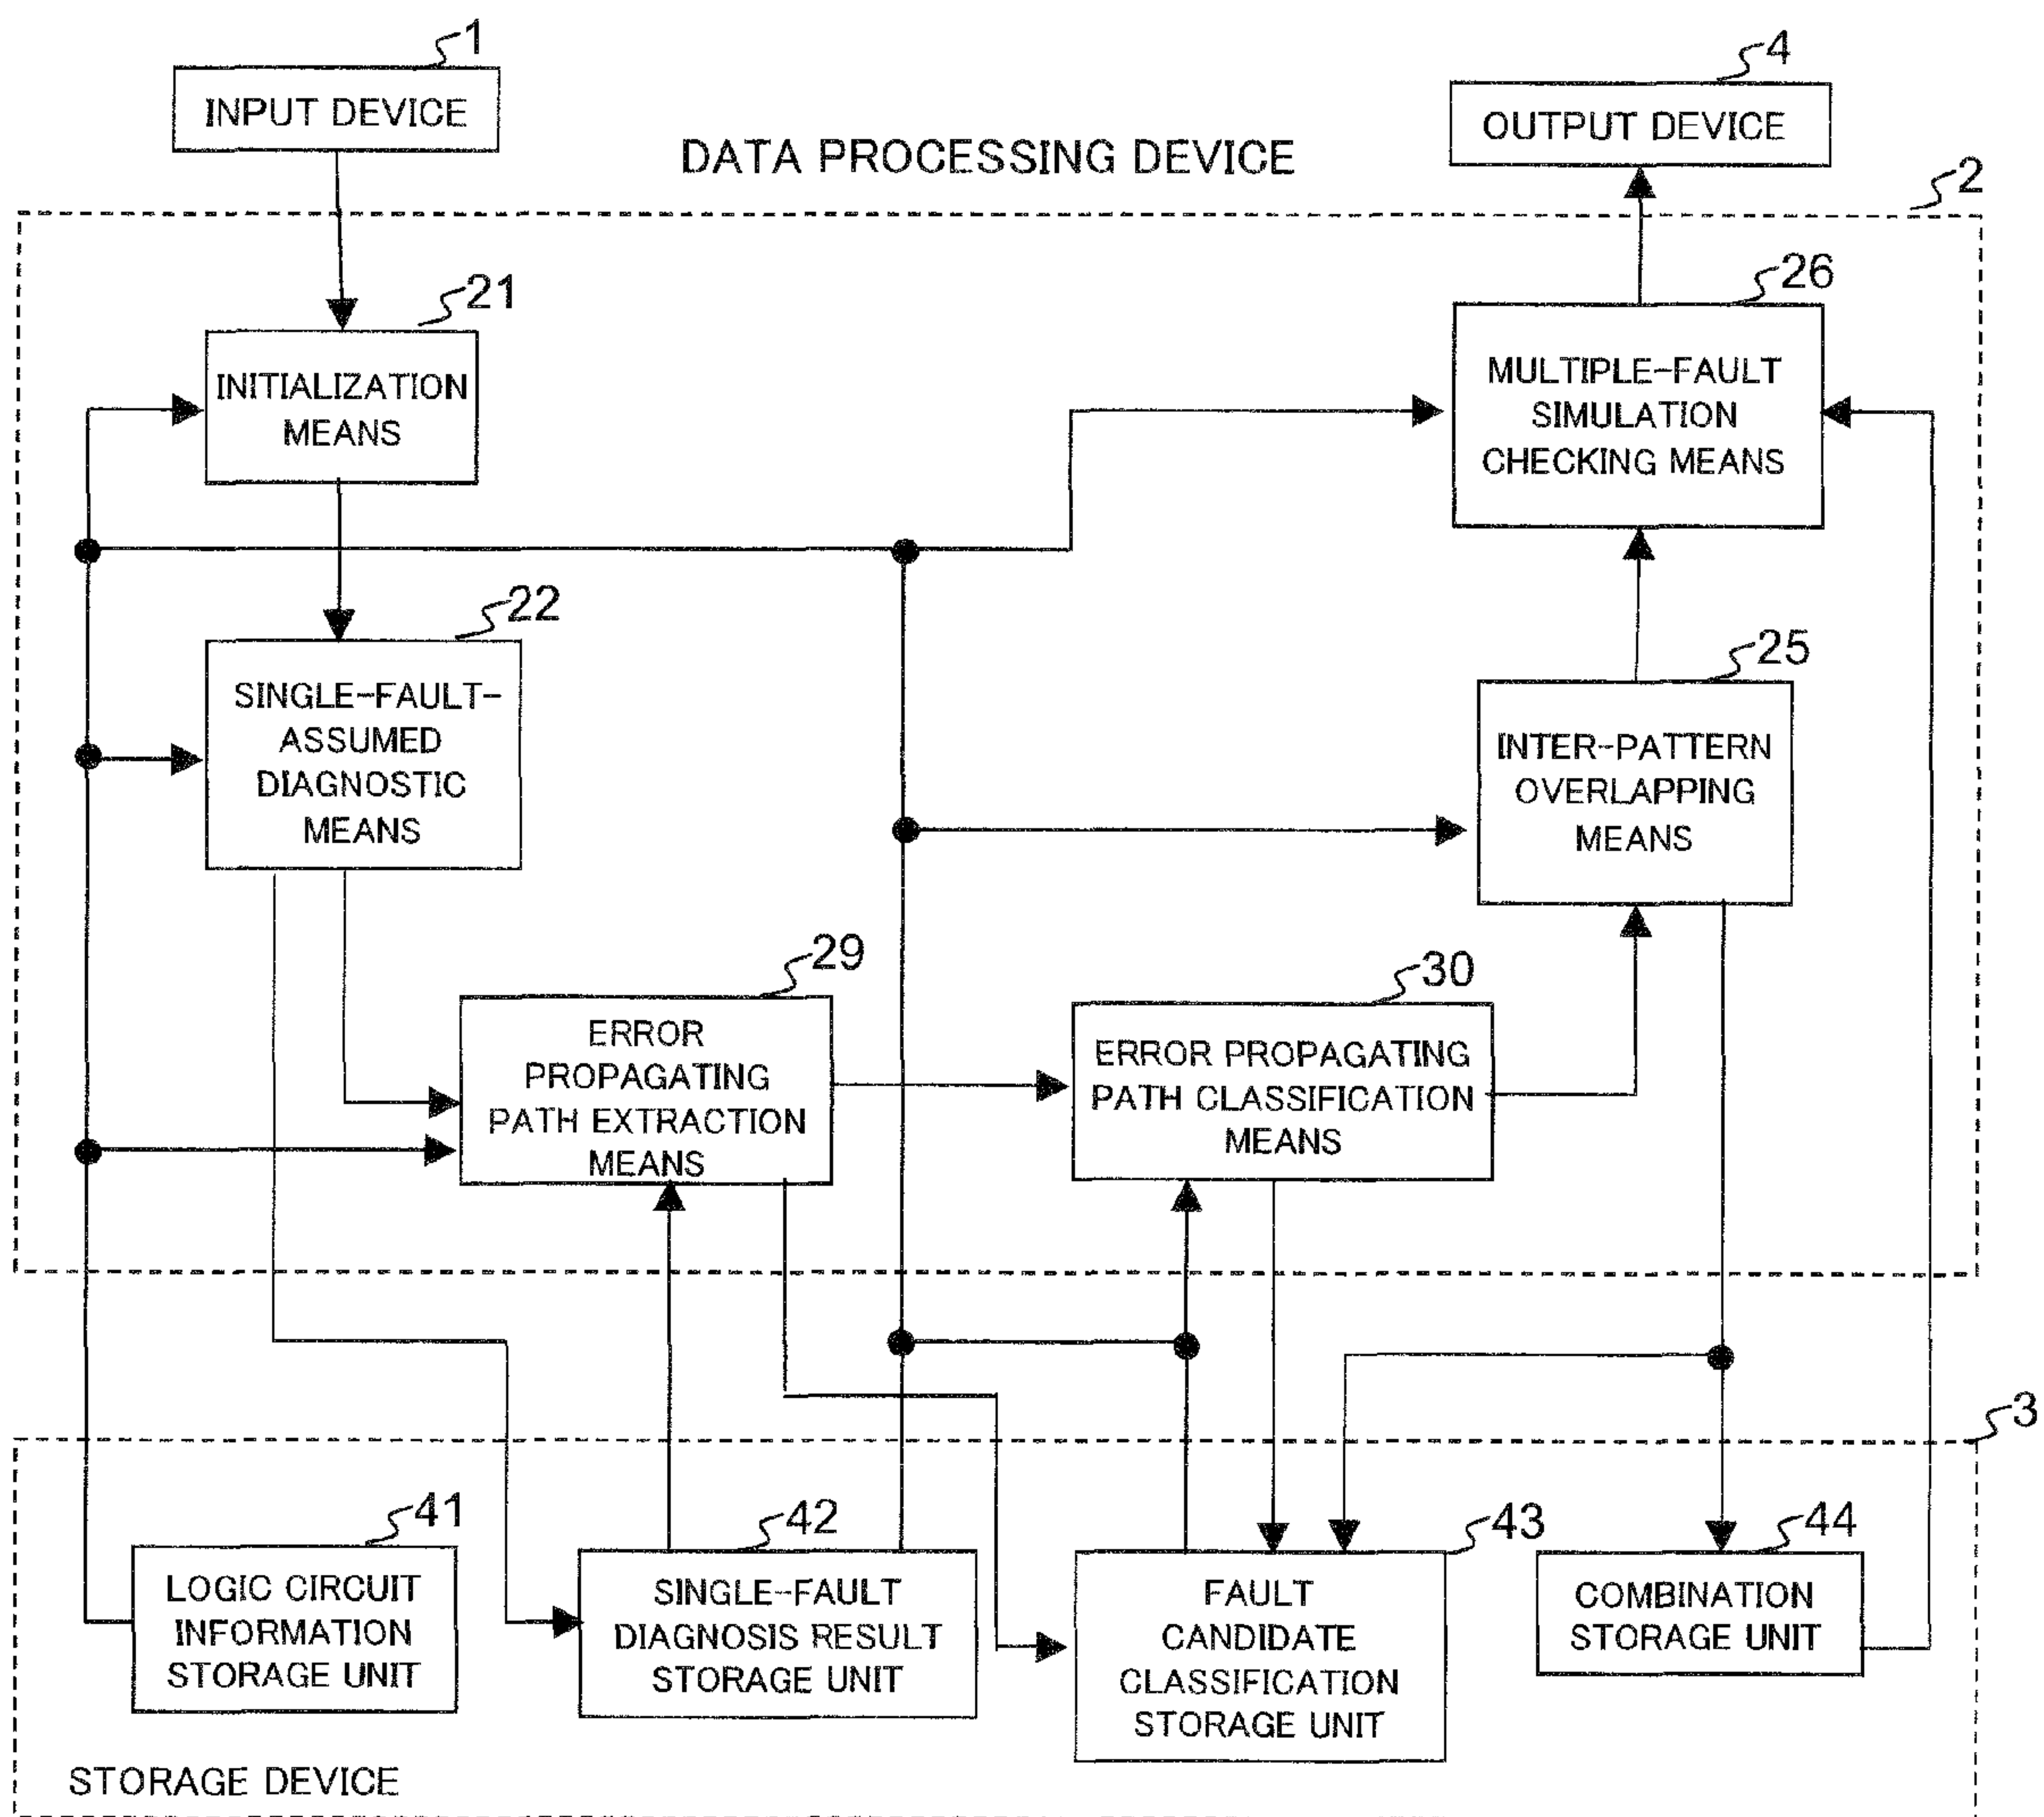 1
INPUT DEVICE
4
OUTPUT DEVICE
DATA PROCESSING DEVICE
2
21
INITIALIZATION
MEANS
26
MULTIPLE-FAULT
SIMULATION
CHECKING MEANS
22
SINGLE-FAULT-
ASSUMED
DIAGNOSTIC
MEANS
25
INTER-PATTERN
OVERLAPPING
MEANS
29
ERROR
PROPAGATING
PATH EXTRACTION
MEANS
30
ERROR PROPAGATING
PATH CLASSIFICATION
MEANS
3
41
LOGIC CIRCUIT
INFORMATION
STORAGE UNIT
42
SINGLE-FAULT
DIAGNOSIS RESULT
STORAGE UNIT
43
FAULT
CANDIDATE
CLASSIFICATION
STORAGE UNIT
44
COMBINATION
STORAGE UNIT
STORAGE DEVICE